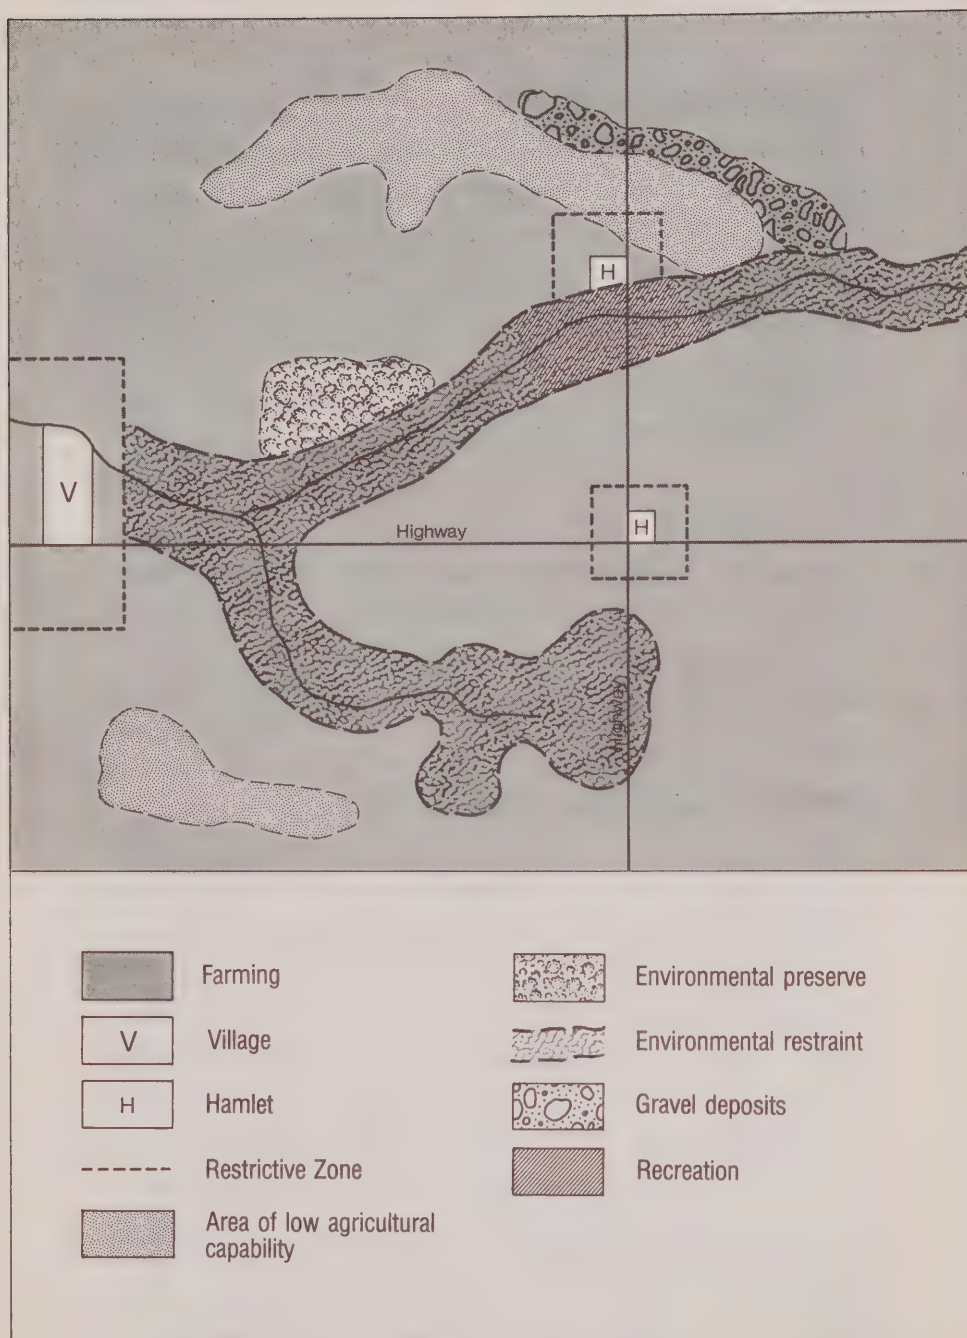 H
V
Highway
H
Highway
Farming
V
Village
H
Hamlet
Restrictive Zone
Area of low agricultural
capability
Environmental preserve
Environmental restraint
Gravel deposits
Recreation